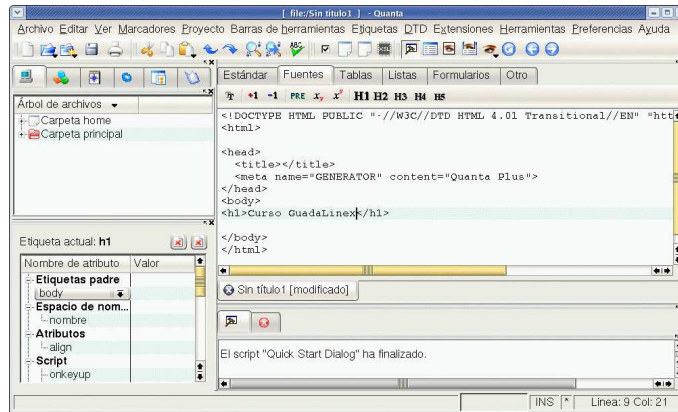 [ file:/Sin titulo1 ] - Quanta
Archivo Editar Ver Marcadores Proyecto Barras de herramientas Etiquetas DTD Extensiones Herramientas Preferencias Ayuda
Estándar Fuentes Tablas Listas Formularios Otro
+1 -1 PRE x, x^y H1 H2 H3 H4 H5
Árbol de archivos
Carpeta home
Carpeta principal
<!DOCTYPE HTML PUBLIC "-//W3C//DTD HTML 4.01 Transitional//EN" "htt
<html>
<head>
<title></title>
<meta name="GENERATOR" content="Quanta Plus">
</head>
<body>
<h1>Curso GuadaLinex</h1>
</body>
</html>
Etiqueta actual: h1
Nombre de atributo Valor
Etiquetas padre
body
Espacio de nom...
nombre
Atributos
align
Script
onkeyup
Sin título1 [modificado]
El script "Quick Start Dialog" ha finalizado.
INS * Linea: 9 Col: 21